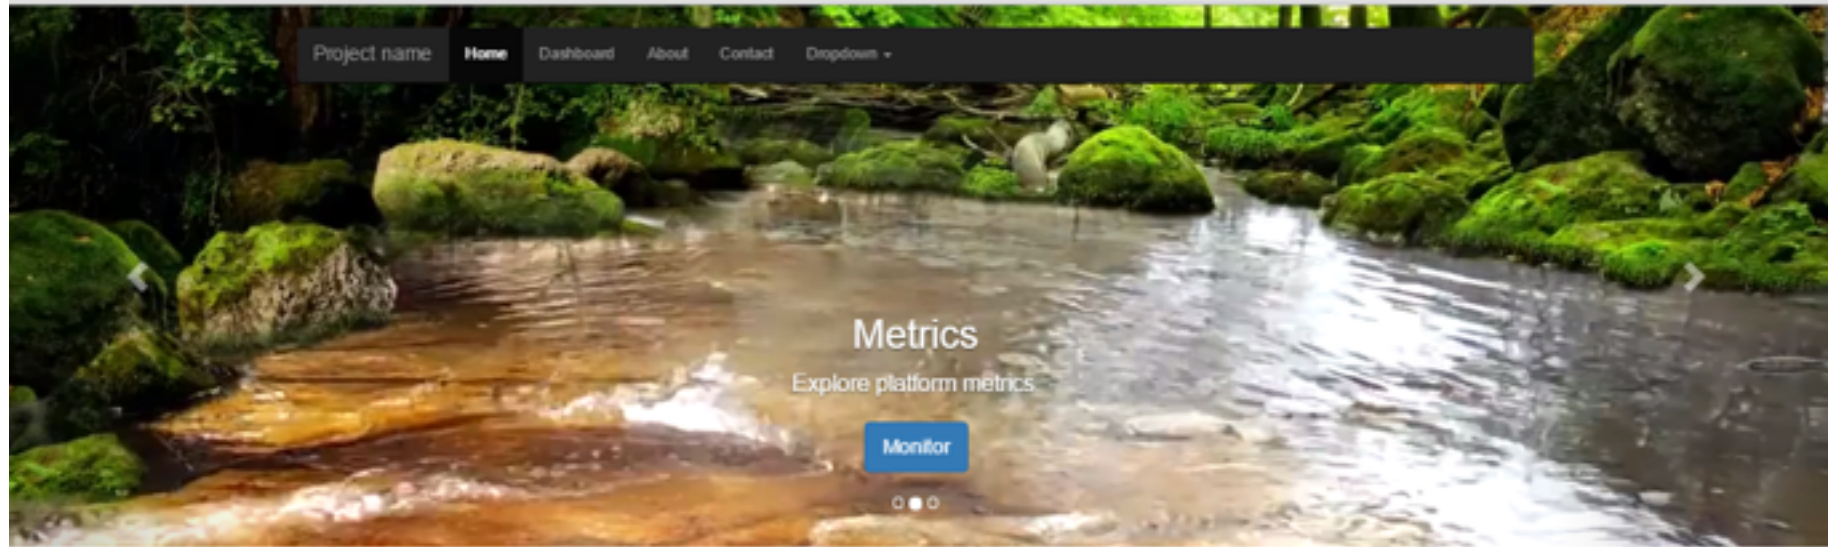 Project name Home Dashboard About Contact Dropdown
Metrics
Explore platform metrics
Monitor